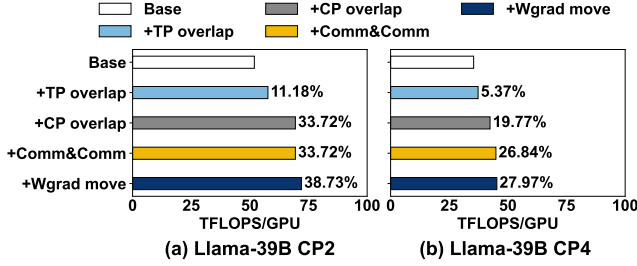 Base +CP overlap +Wgrad move
+TP overlap +Comm&Comm
Base
+TP overlap 11.18% 5.37%
+CP overlap 33.72% 19.77%
+Comm&Comm 33.72% 26.84%
+Wgrad move 38.73% 27.97%
0 25 50 75 100 0 25 50 75 100
TFLOPS/GPU TFLOPS/GPU
(a) Llama-39B CP2 (b) Llama-39B CP4